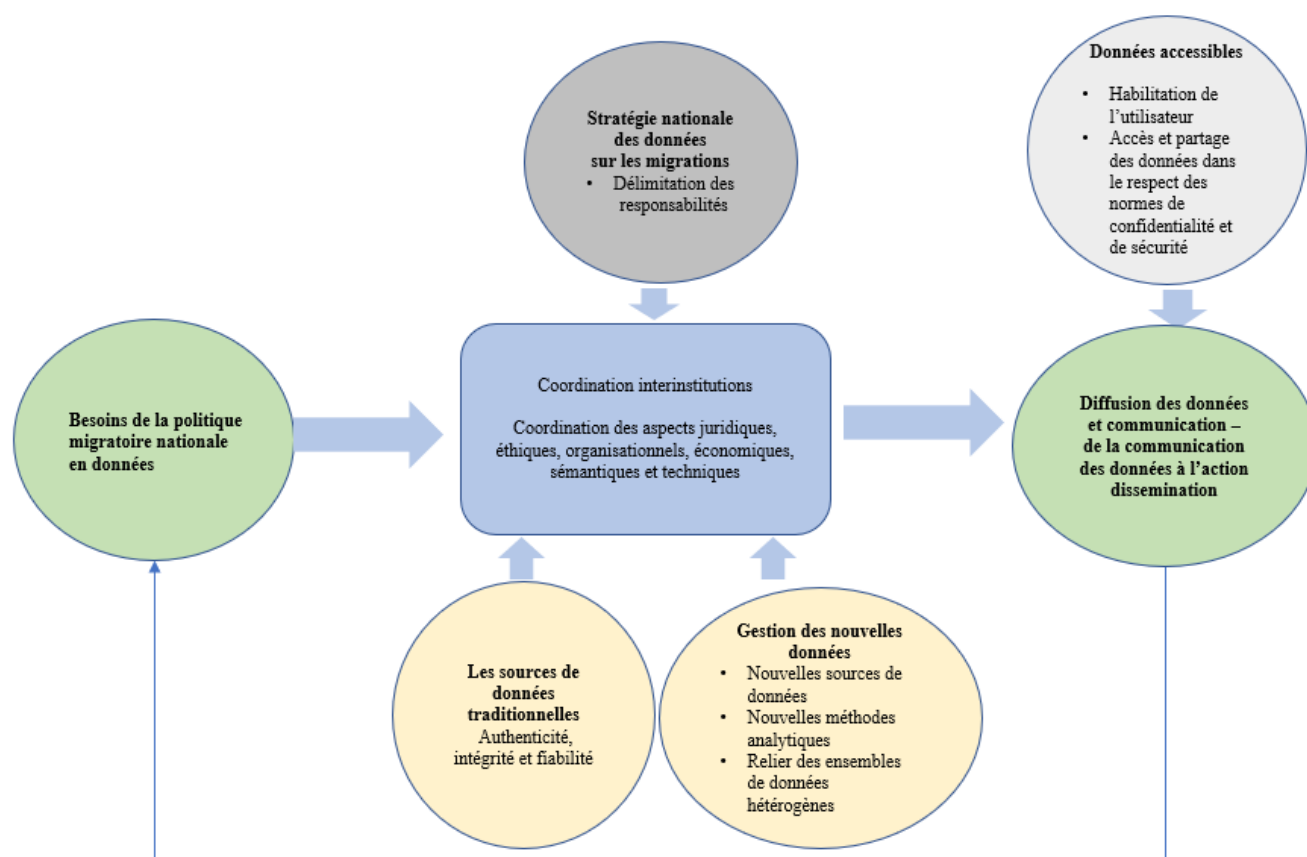 Stratégie nationale
des données
sur les migrations
• Délimitation des
responsabilités
Données accessibles
• Habilitation de
l’utilisateur
• Accès et partage
des données dans
le respect des
normes de
confidentialité et
de sécurité
Besoins de la politique
migratoire nationale
en données
Coordination interinstitutions
Coordination des aspects juridiques,
éthiques, organisationnels, économiques,
sémantiques et techniques
Diffusion des données
et communication –
de la communication
des données à l’action
dissemination
Les sources de
données
traditionnelles
Authenticité,
intégrité et fiabilité
Gestion des nouvelles
données
• Nouvelles sources de
données
• Nouvelles méthodes
analytiques
• Relier des ensembles
de données
hétérogènes